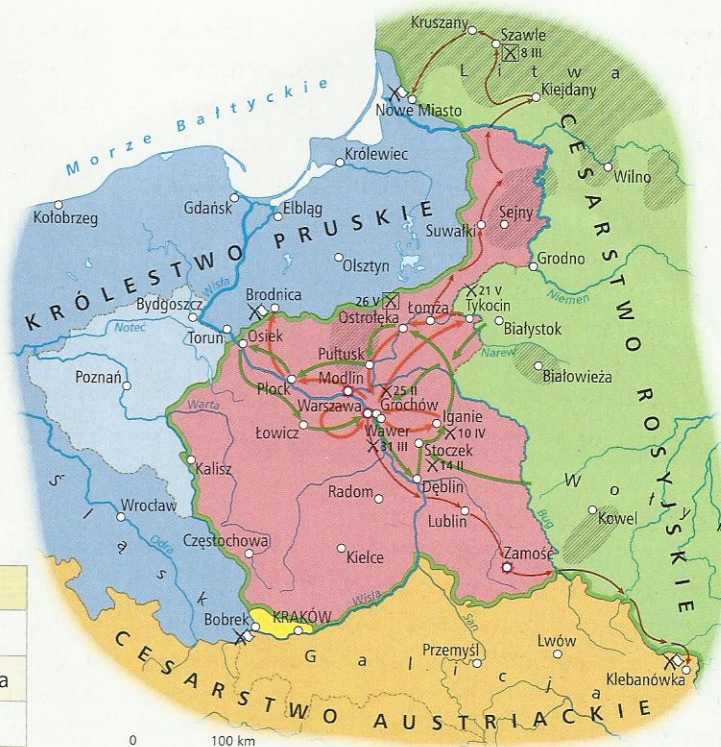 Kruszany
Szawle
8 III
Litwa
Kiejdany
Nowe Miasto
Morze Bałtyckie
Królewiec
Wilno
CESARSTWO ROSYJSKIE
Kołobrzeg
Gdańsk
Elbląg
Sejny
Suwałki
KRÓLESTWO PRUSKIE
Olsztyn
Grodno
Wisła
Niemen
21 V
Bydgoszcz
Brodnica
26 V
Łomża
Tykocin
Ostrołęka
Białystok
Noteć
Toruń
Osiek
Narew
Pułtusk
Białowieża
Poznań
Płock
Modlin
25 II
Warszawa
Grochów
Warta
Iganie
Łowicz
Wawer
10 IV
31 III
Stoczek
14 II
Kalisz
Dęblin
Woły
Śląsk
Wrocław
Radom
Bug
Kowel
Lublin
Odra
Częstochowa
Kielce
Zamość
Wisła
Bobrek
KRAKÓW
San
Lwów
Przemyśl
Galicja
Klebanówka
CESARSTWO AUSTRIACKIE
a
0 100 km